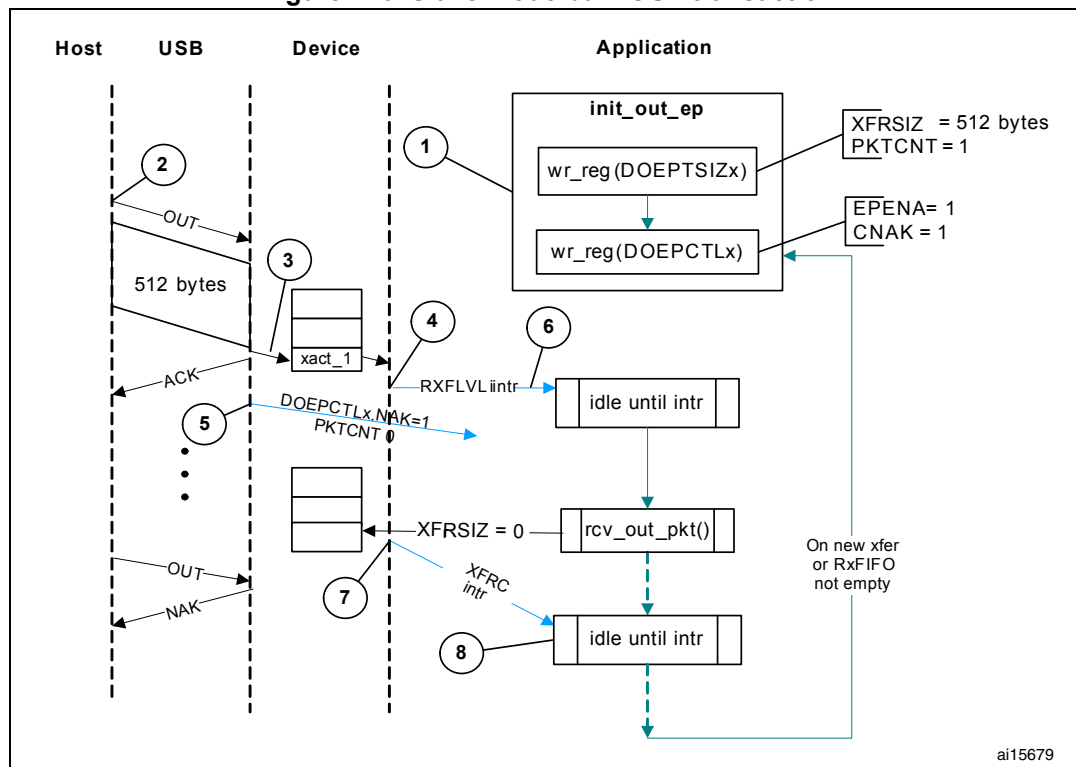 Host USB Device Application
init_out_ep
1
wr_reg(DOEPTSIZx)
XFRSIZ = 512 bytes
PKTCNT = 1
wr_reg(DOEPCTLx)
EPENA= 1
CNAK = 1
2
OUT
512 bytes
3
xact_1
4
6
ACK
RXFLVL iintr
idle until intr
DOEPCTLx.NAK=1
PKTCNT 0
5
XFRSIZ = 0
rcv_out_pkt()
On new xfer
or RxFIFO
not empty
OUT
7
XFRC
intr
NAK
8
idle until intr
ai15679